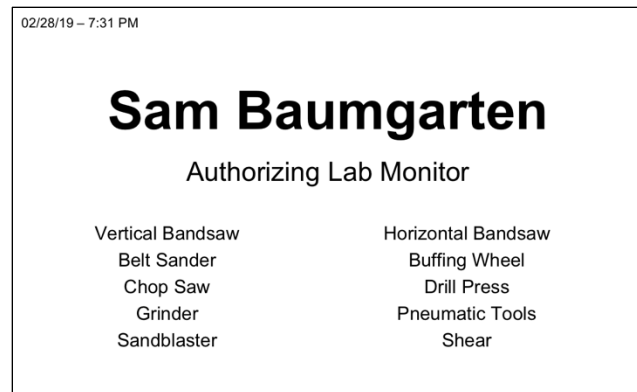 02/28/19 – 7:31 PM
Sam Baumgarten
Authorizing Lab Monitor
Vertical Bandsaw
Belt Sander
Chop Saw
Grinder
Sandblaster
Horizontal Bandsaw
Buffing Wheel
Drill Press
Pneumatic Tools
Shear